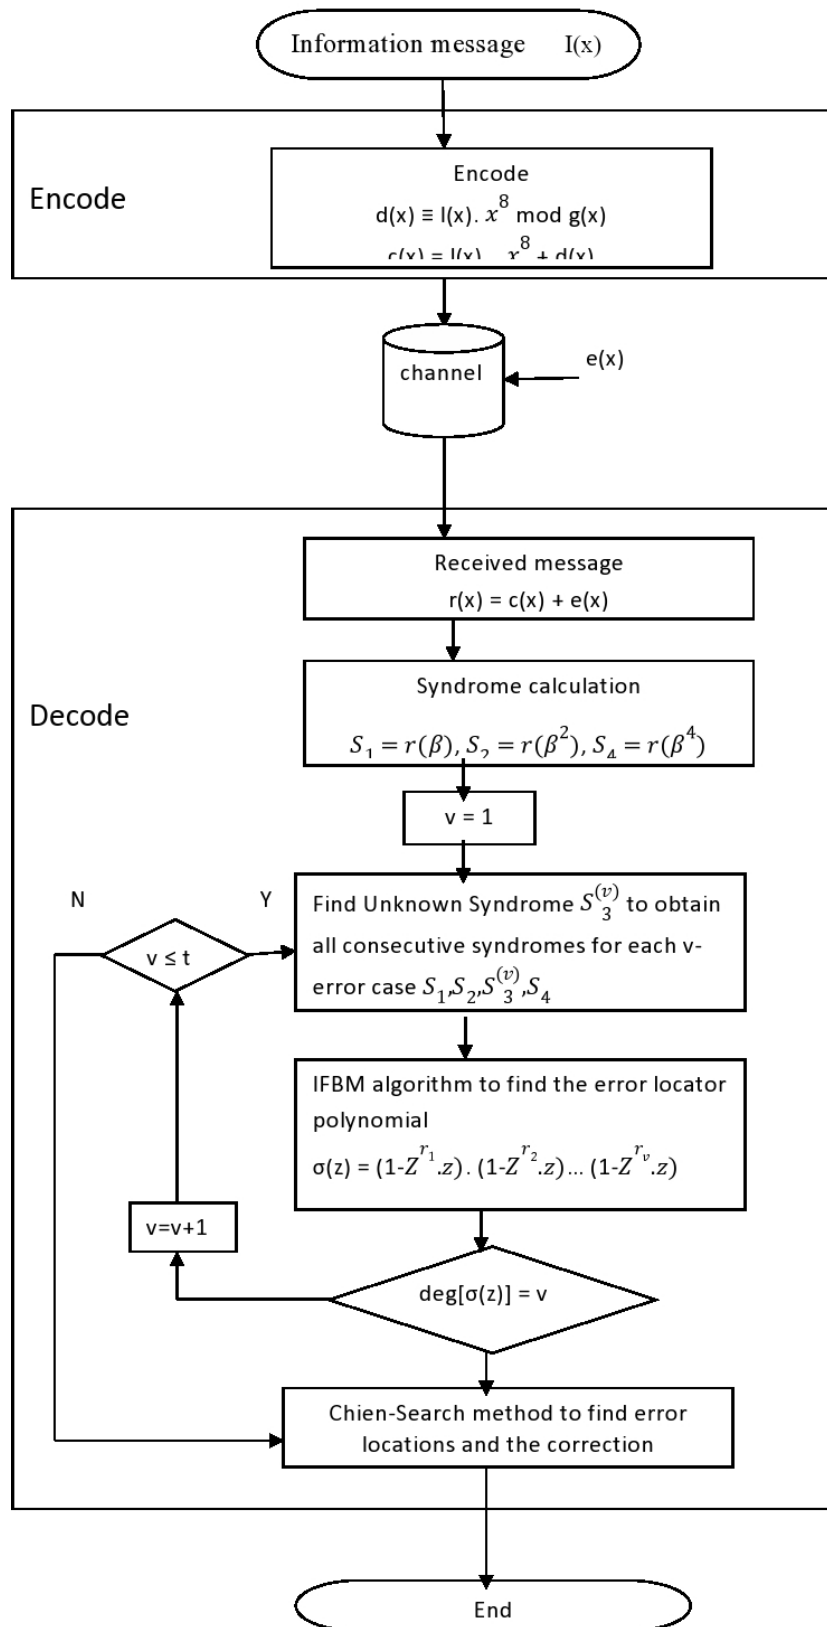 Information message I(x)
Encode
Encode
d(x) ≡ I(x). x^8 mod g(x)
c(x) = I(x) x^8 + d(x)
channel
e(x)
Decode
Received message
r(x) = c(x) + e(x)
Syndrome calculation
S_1 = r(β), S_2 = r(β^2), S_4 = r(β^4)
v = 1
N
Y
v ≤ t
Find Unknown Syndrome S_3^(v) to obtain
all consecutive syndromes for each v-
error case S_1,S_2,S_3^(v),S_4
IFBM algorithm to find the error locator
polynomial
σ(z) = (1-Z^r_1.z) . (1-Z^r_2.z)... (1-Z^r_v.z)
v=v+1
deg[σ(z)] = v
Chien-Search method to find error
locations and the correction
End